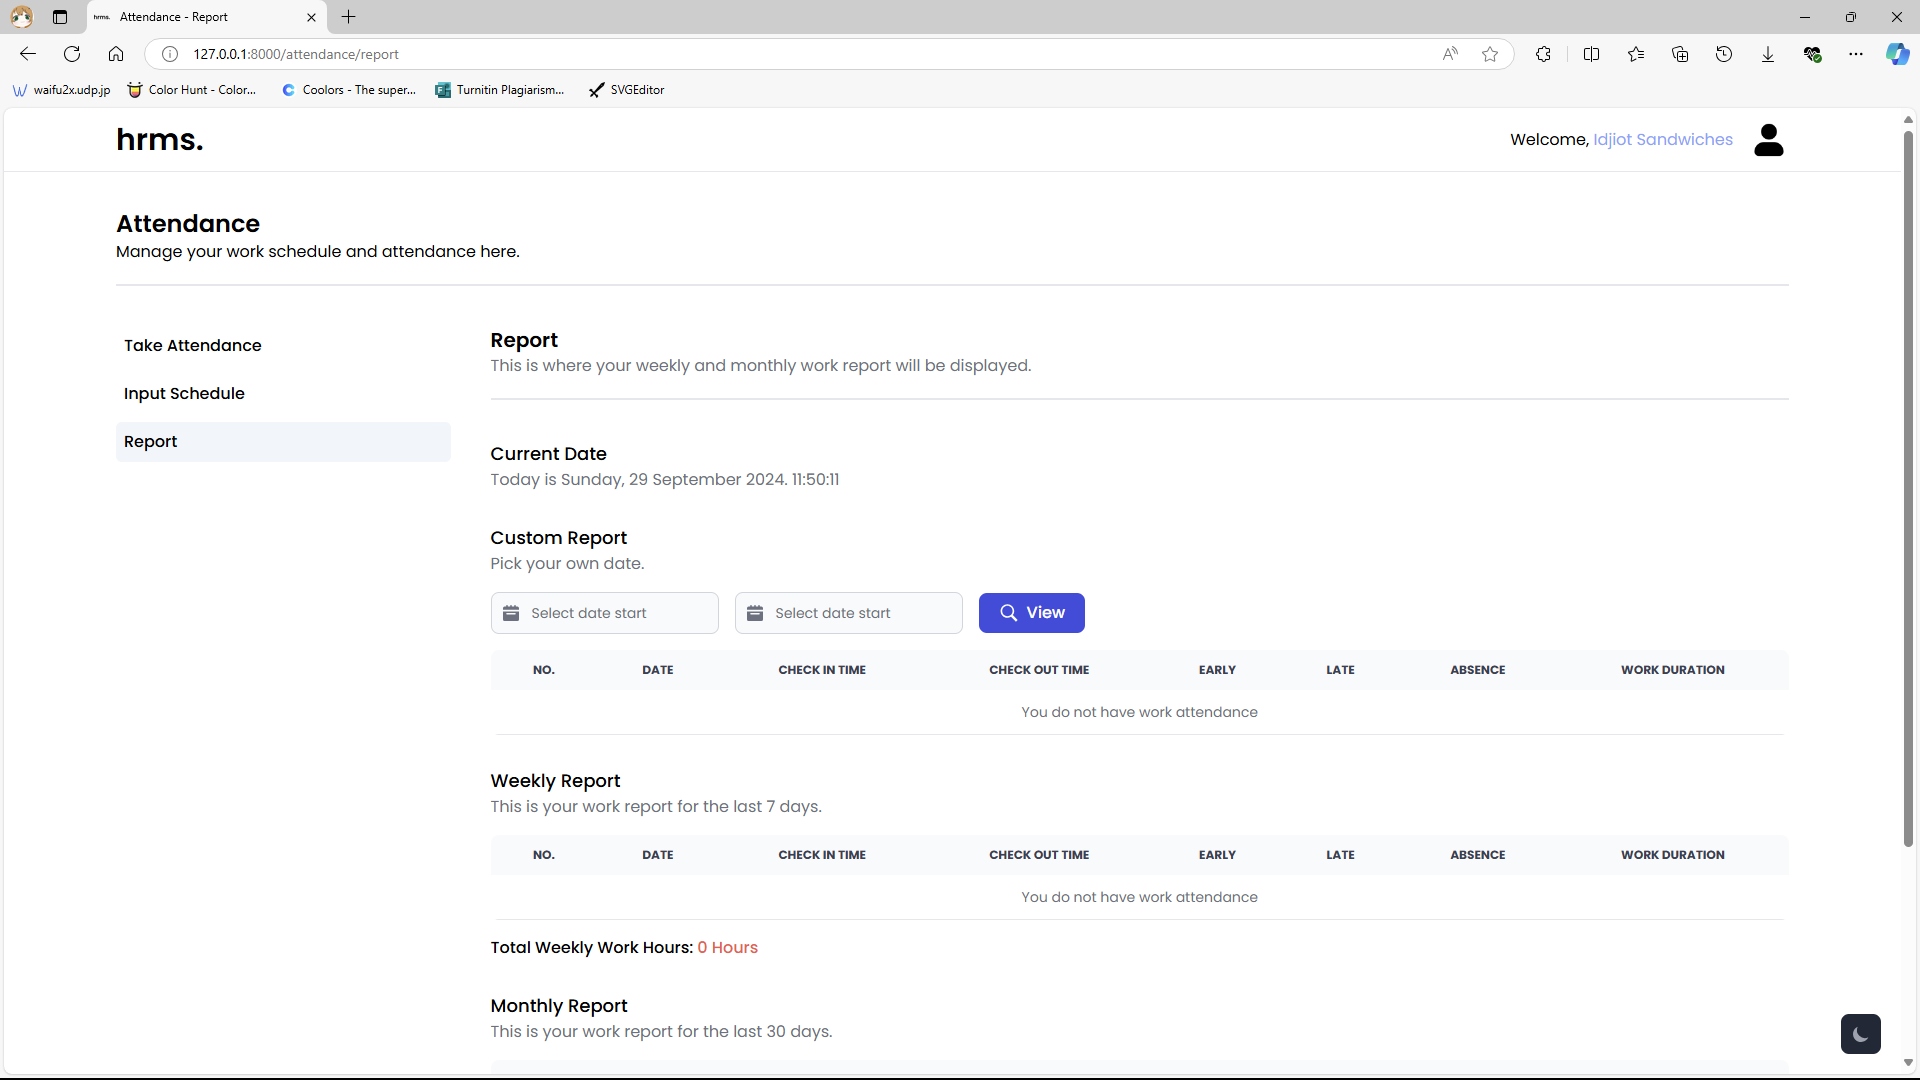 hrms. Attendance - Report
127.0.0.1:8000/attendance/report
waifu2x.udp.jp Color Hunt - Color... Coolors - The super... Turnitin Plagiarism... SVGEditor
hrms. Welcome, Idjiot Sandwiches
Attendance
Manage your work schedule and attendance here.
Take Attendance
Input Schedule
Report
Report
This is where your weekly and monthly work report will be displayed.
Current Date
Today is Sunday, 29 September 2024. 11:50:11
Custom Report
Pick your own date.
Select date start Select date start View
NO. DATE CHECK IN TIME CHECK OUT TIME EARLY LATE ABSENCE WORK DURATION
You do not have work attendance
Weekly Report
This is your work report for the last 7 days.
NO. DATE CHECK IN TIME CHECK OUT TIME EARLY LATE ABSENCE WORK DURATION
You do not have work attendance
Total Weekly Work Hours: 0 Hours
Monthly Report
This is your work report for the last 30 days.